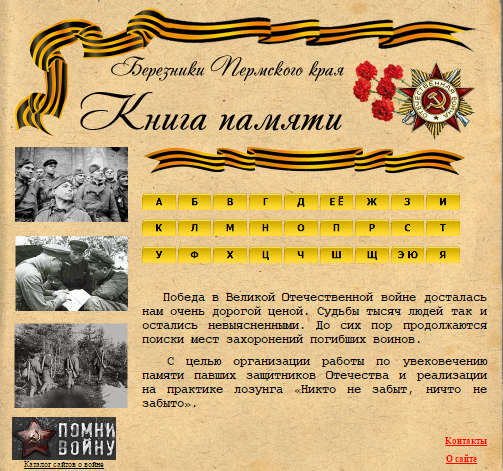 Березники Пермского края
Книга памяти
ОТЕЧЕСТВЕННАЯ ВОЙНА
А Б В Г Д ЕЁ Ж З И
К Л М Н О П Р С Т
У Ф Х Ц Ч Ш Щ ЭЮ Я
Победа в Великой Отечественной войне досталась
нам очень дорогой ценой. Судьбы тысяч людей так и
остались невыясненными. До сих пор продолжаются
поиски мест захоронений погибших воинов.
С целью организации работы по увековечению
памяти павших защитников Отечества и реализации
на практике лозунга «Никто не забыт, ничто не
забыто».
ПОМНИ
ВОЙНУ
Каталог сайтов о войне
Контакты
О сайте